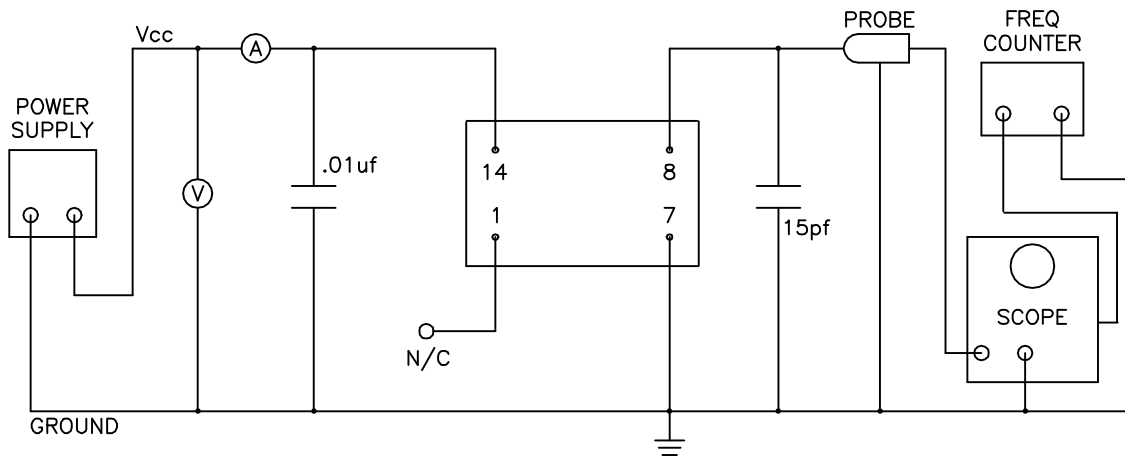 Vcc
A
PROBE
FREQ
COUNTER
POWER
SUPPLY
.01uf
14
8
V
1
7
15pf
SCOPE
N/C
GROUND